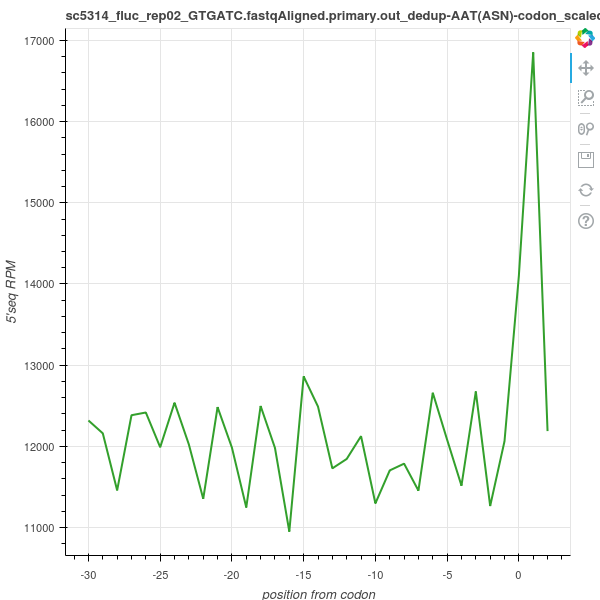 sc5314_fluc_rep02_GTGATC.fastqAligned.primary.out_dedup-AAT(ASN)-codon_scaled
17000
16000
15000
14000
13000
12000
11000
5'seq RPM
-30 -25 -20 -15 -10 -5 0
position from codon